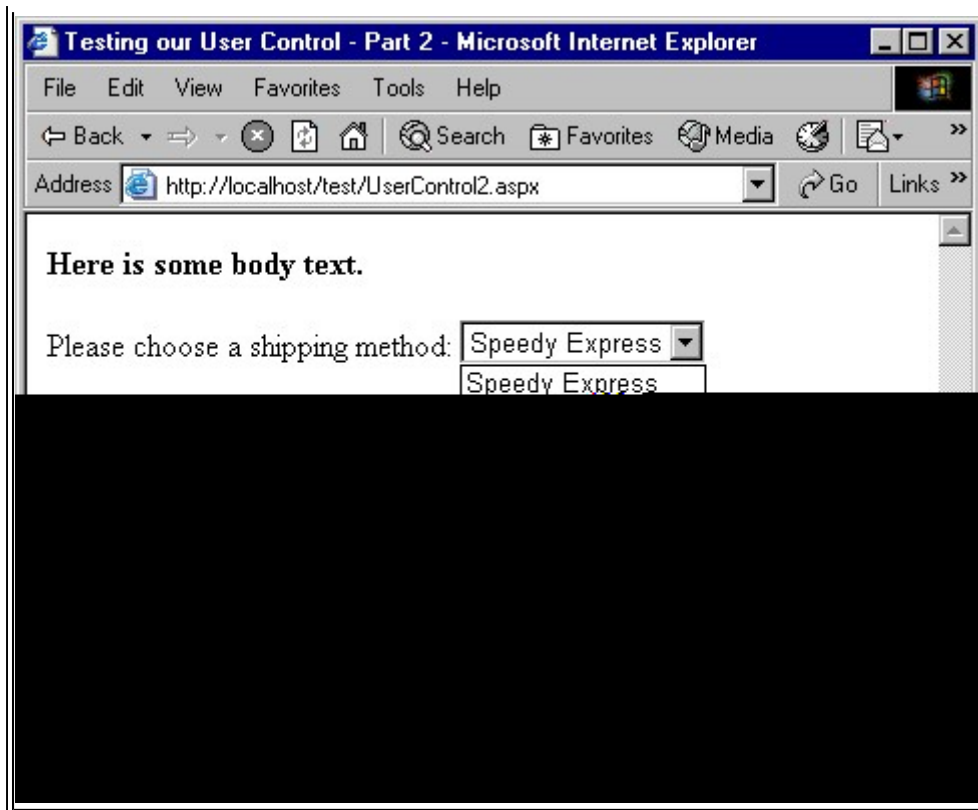 Testing our User Control - Part 2 - Microsoft Internet Explorer
File Edit View Favorites Tools Help
Back Search Favorites Media »
Address http://localhost/test/UserControl2.aspx Go Links »
Here is some body text.
Please choose a shipping method: Speedy Express
Speedy Express